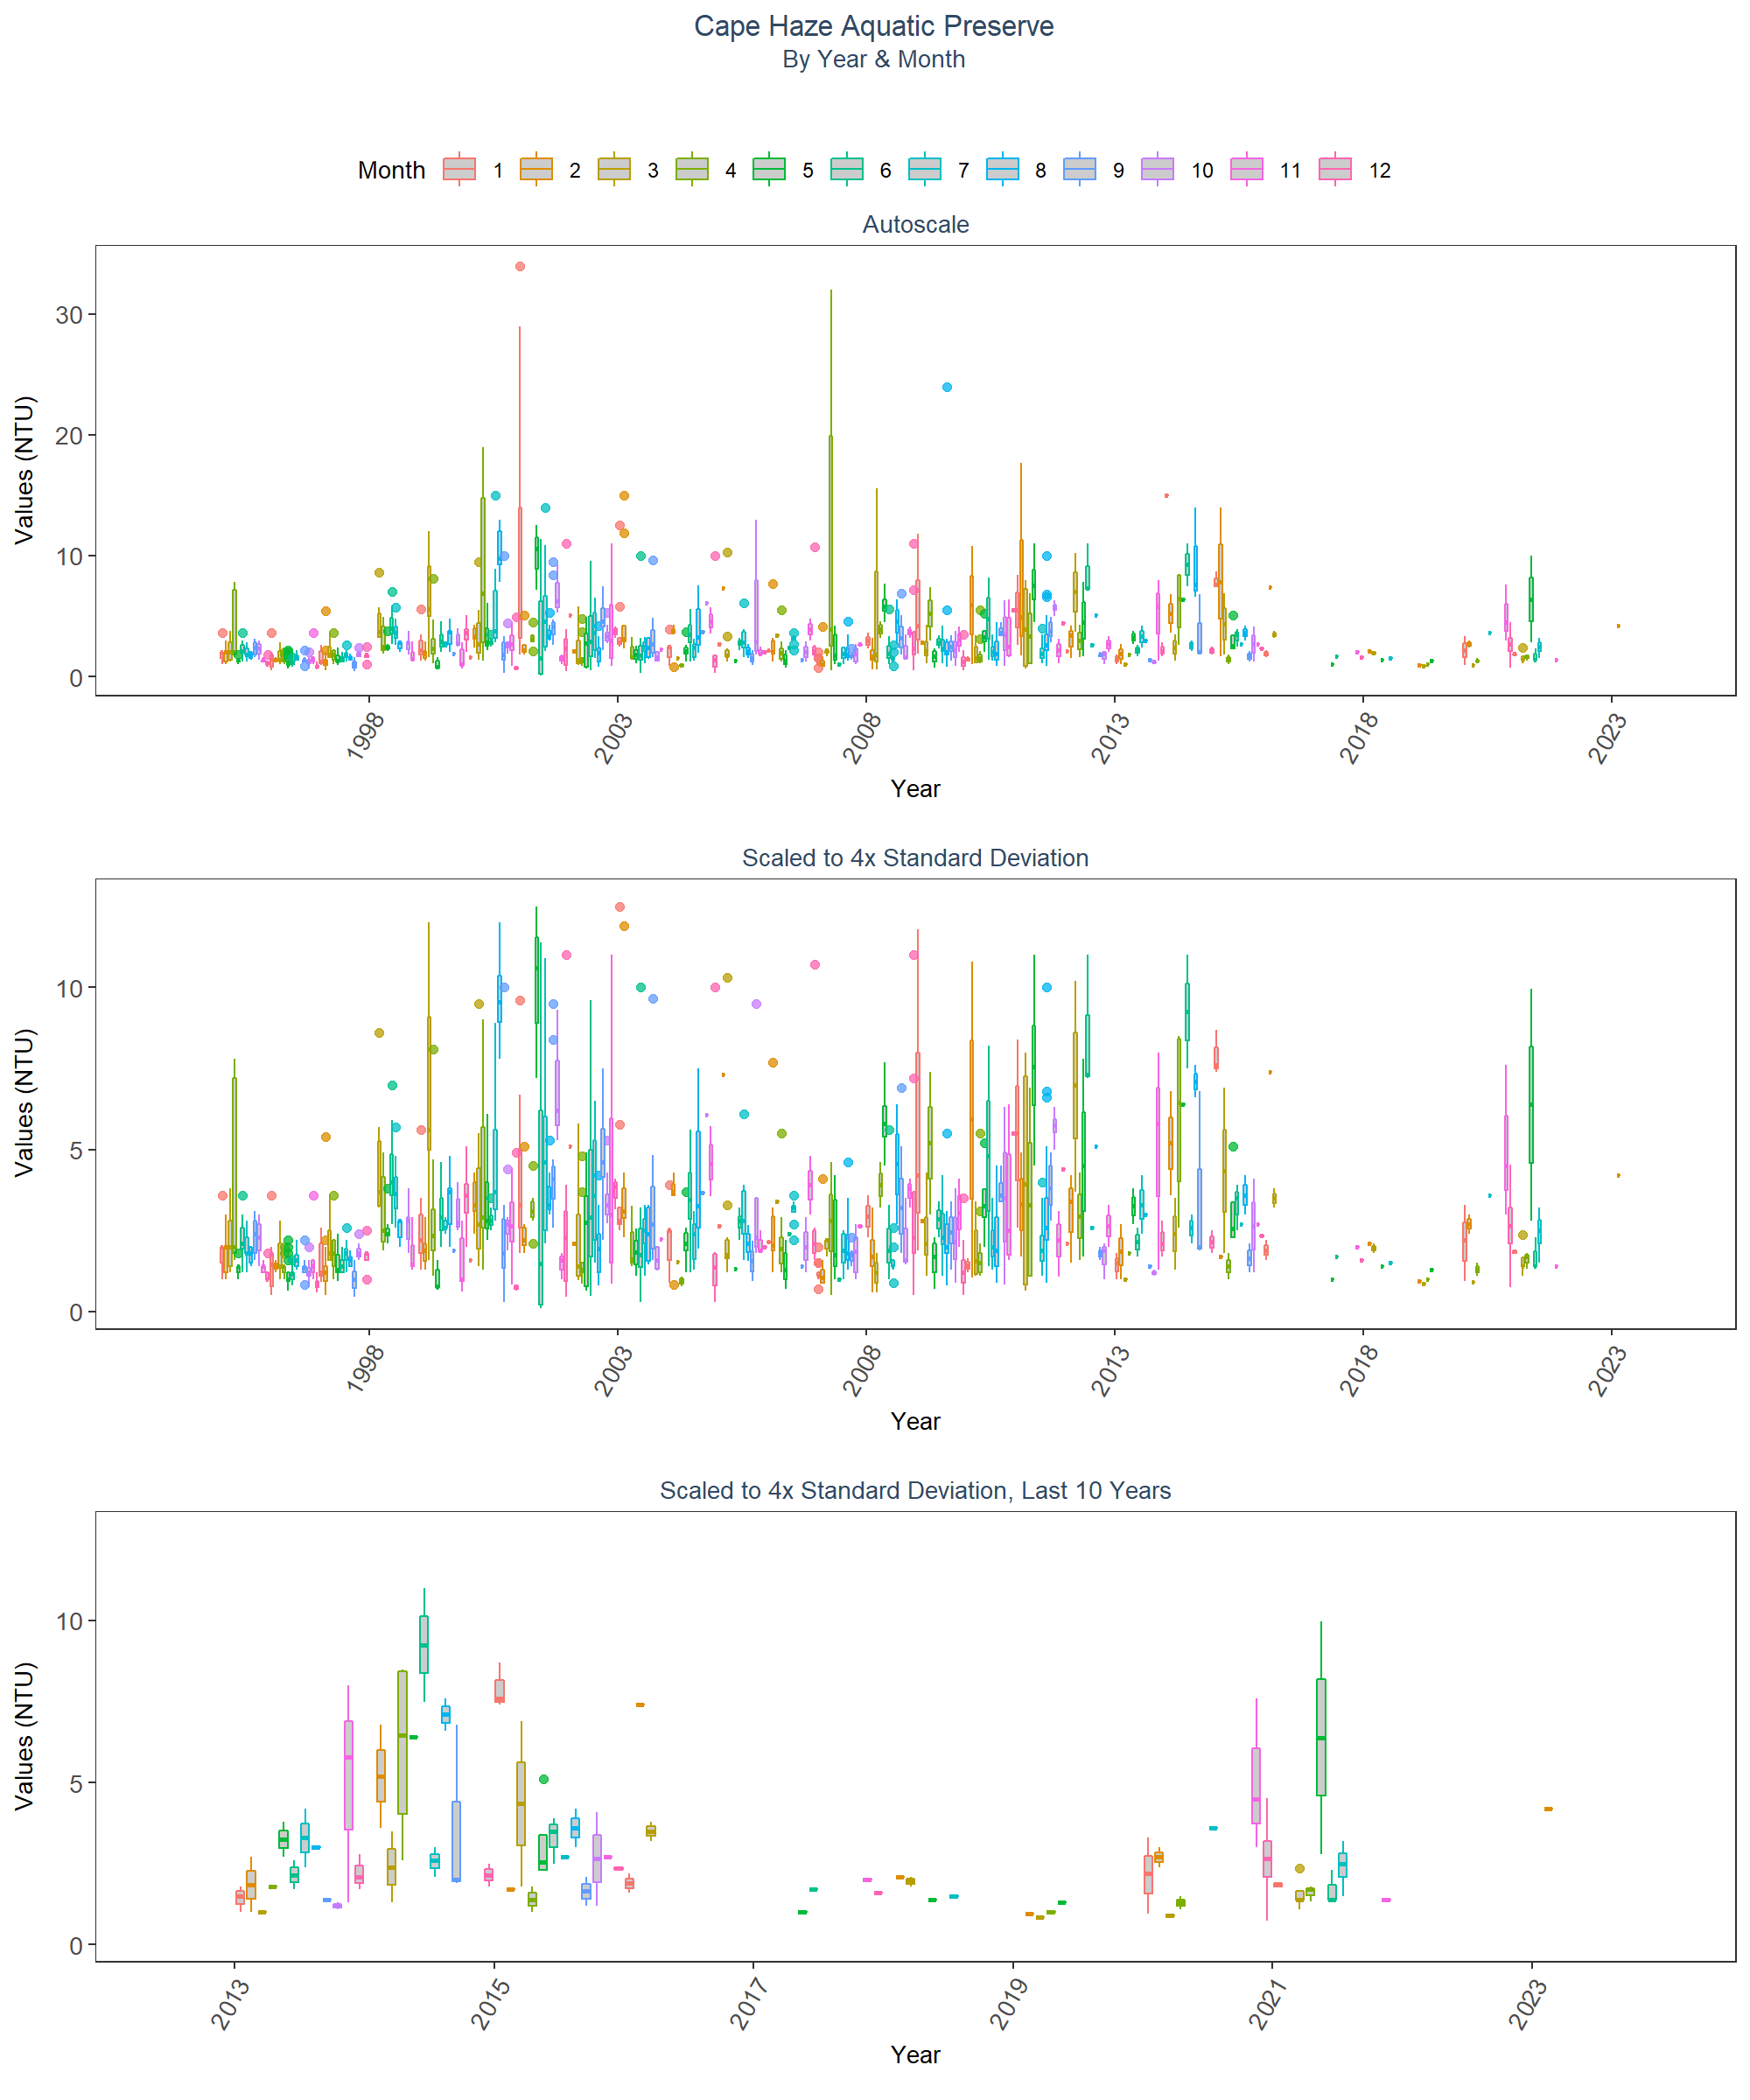 Cape Haze Aquatic Preserve
By Year & Month
Month 1 2 3 4 5 6 7 8 9 10 11 12
Autoscale
Values (NTU)
30
20
10
0
1998 2003 2008 2013 2018 2023
Year
Scaled to 4x Standard Deviation
Values (NTU)
10
5
0
1998 2003 2008 2013 2018 2023
Year
Scaled to 4x Standard Deviation, Last 10 Years
Values (NTU)
10
5
0
2013 2015 2017 2019 2021 2023
Year